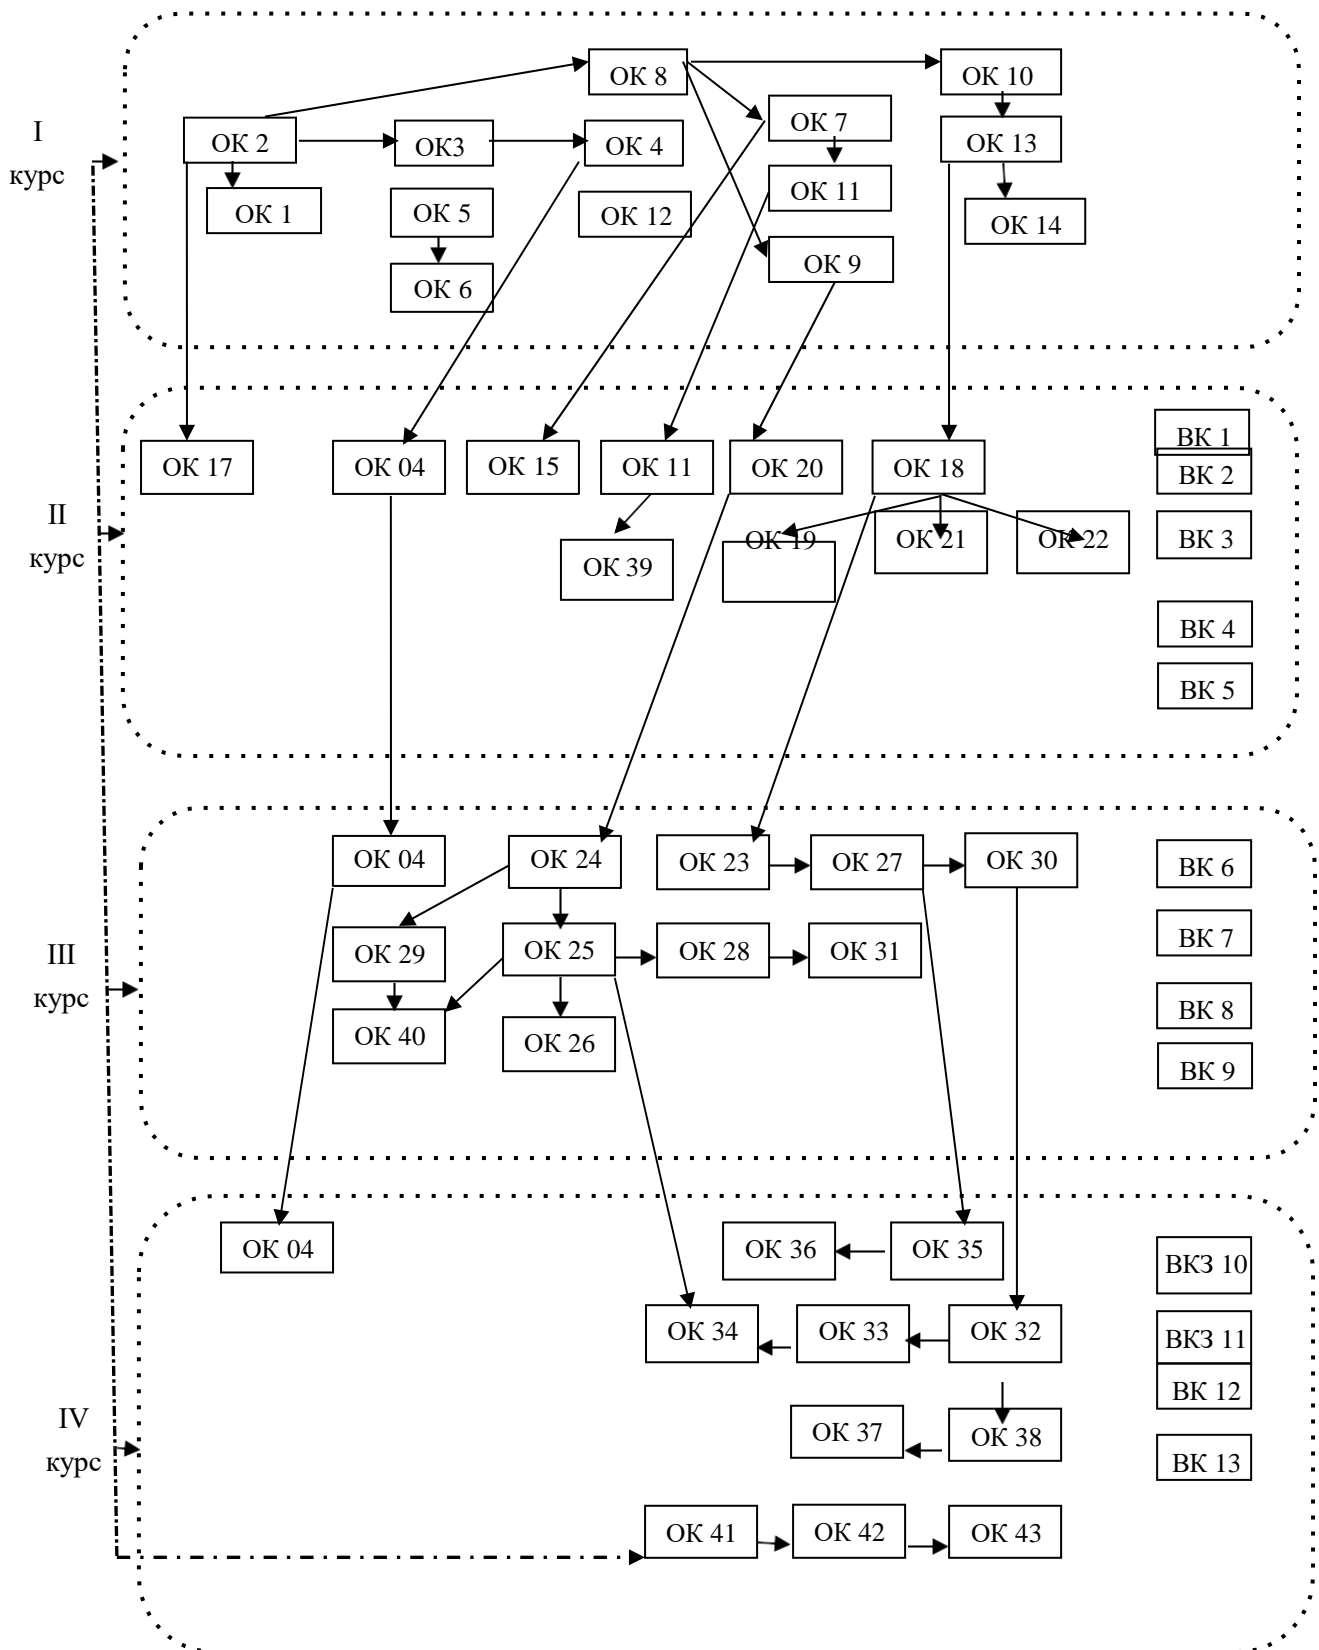 ОК 8
ОК 10
I
курс
ОК 2
ОК3
ОК 4
ОК 7
ОК 13
ОК 1
ОК 5
ОК 12
ОК 11
ОК 14
ОК 6
ОК 9
II
курс
ОК 17
ОК 04
ОК 15
ОК 11
ОК 20
ОК 18
ВК 1
ВК 2
ОК 39
ОК 19
ОК 21
ОК 22
ВК 3
ВК 4
ВК 5
III
курс
ОК 04
ОК 24
ОК 23
ОК 27
ОК 30
ВК 6
ОК 29
ОК 25
ОК 28
ОК 31
ВК 7
ОК 40
ОК 26
ВК 8
ВК 9
IV
курс
ОК 04
ОК 36
ОК 35
ВКЗ 10
ОК 34
ОК 33
ОК 32
ВКЗ 11
ВК 12
ОК 37
ОК 38
ВК 13
ОК 41
ОК 42
ОК 43